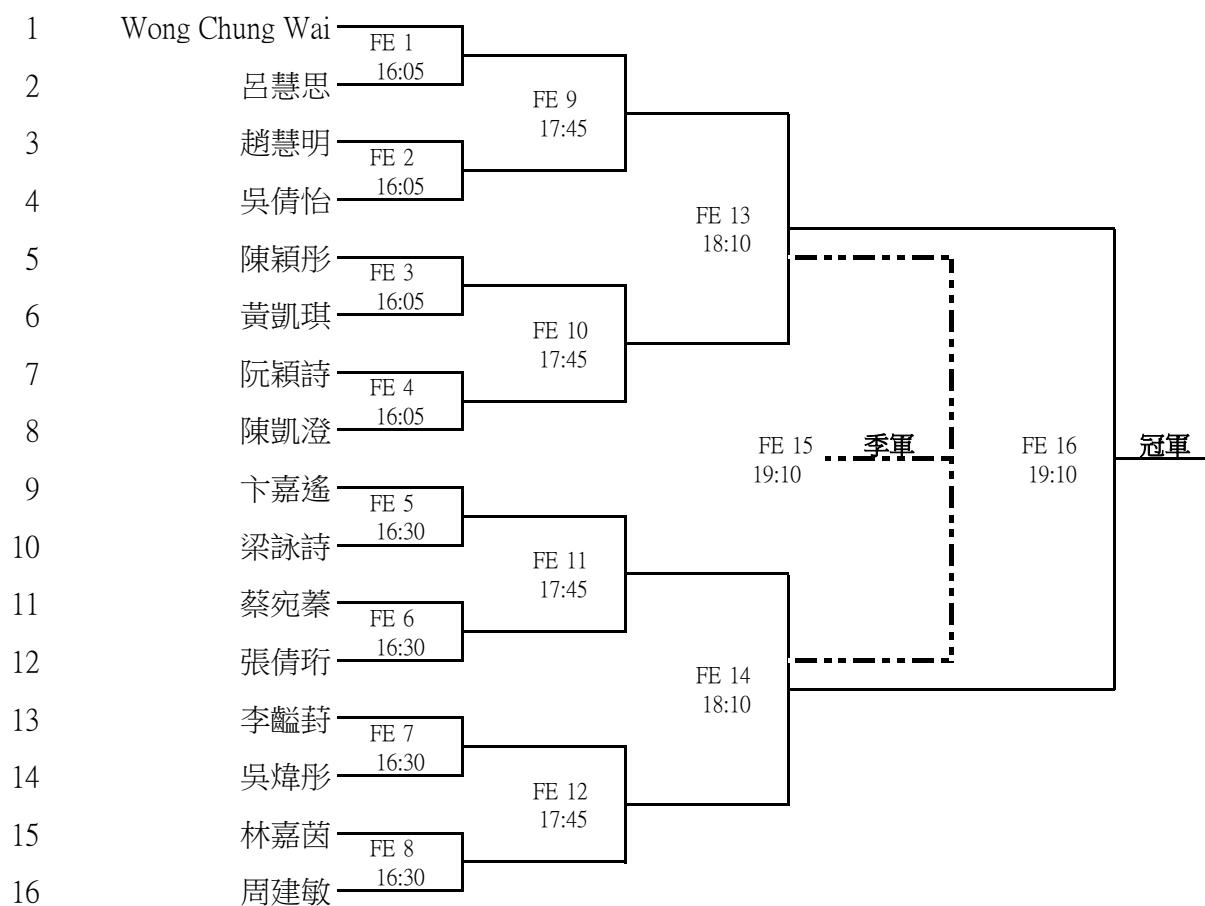 1 Wong Chung Wai
FE 1
16:05
2 呂慧思
FE 9
17:45
3 趙慧明
FE 2
16:05
4 吳倩怡
FE 13
18:10
5 陳穎彤
FE 3
16:05
6 黃凱琪
FE 10
17:45
7 阮穎詩
FE 4
16:05
8 陳凱澄
FE 15 季軍
19:10
FE 16 冠軍
19:10
9 卞嘉遙
FE 5
16:30
10 梁詠詩
FE 11
17:45
11 蔡宛蓁
FE 6
16:30
12 張倩珩
FE 14
18:10
13 李齸葑
FE 7
16:30
14 吳煒彤
FE 12
17:45
15 林嘉茵
FE 8
16:30
16 周建敏